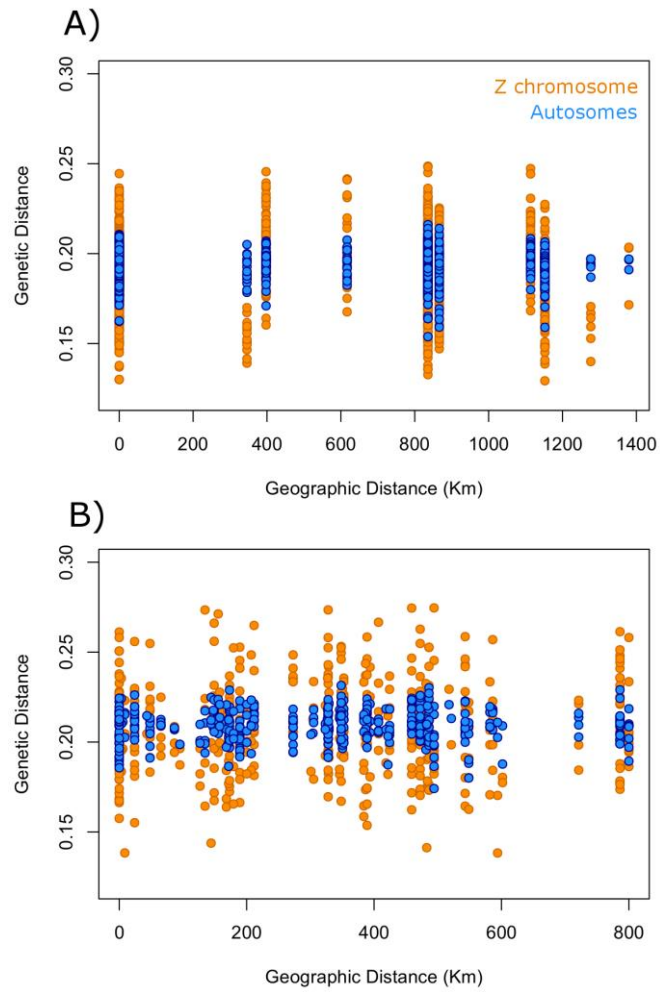 A)
0.30
Z chromosome
Autosomes
0.25
Genetic Distance
0.20
0.15
0 200 400 600 800 1000 1200 1400
Geographic Distance (Km)
B)
0.30
0.25
Genetic Distance
0.20
0.15
0 200 400 600 800
Geographic Distance (Km)